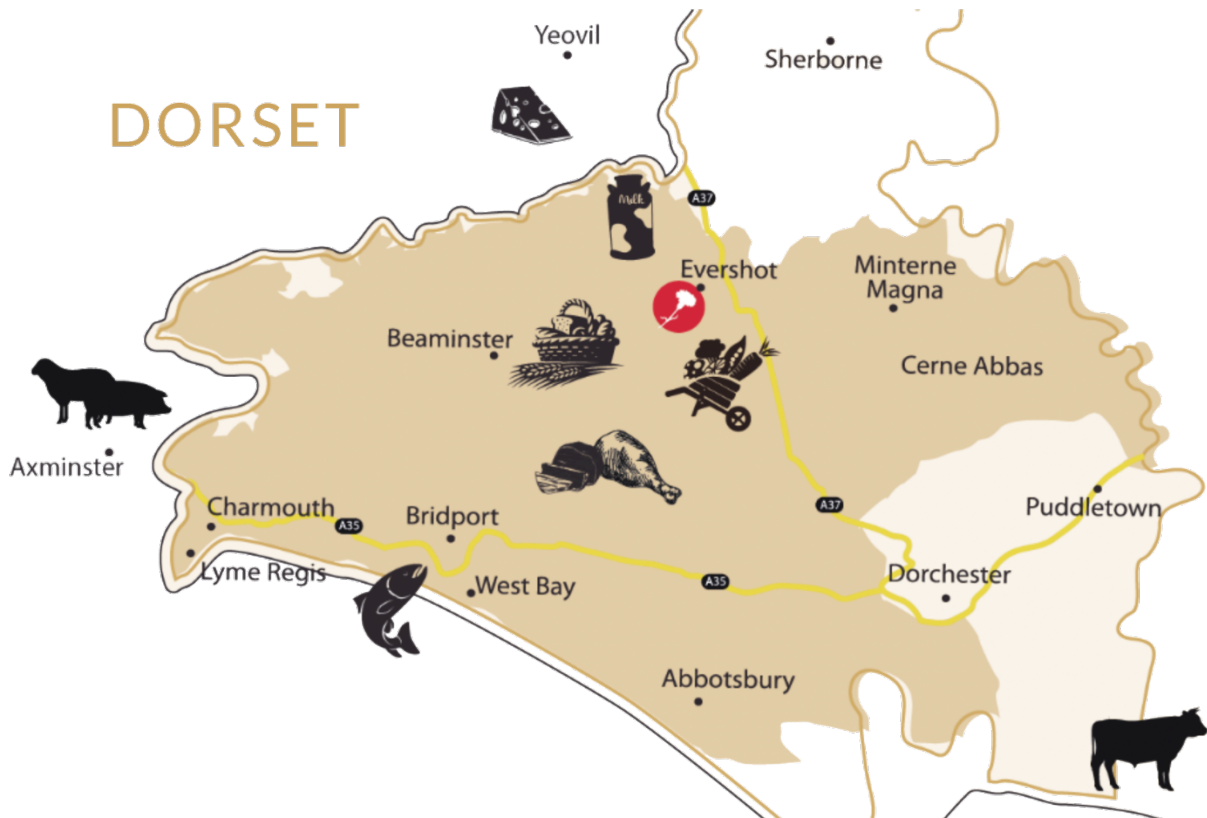 Yeovil
Sherborne
DORSET
Milk
A37
Evershot
Minterne
Magna
Beaminster
Cerne Abbas
Axminster
Charmouth
A35
Bridport
A37
Puddletown
Lyme Regis
West Bay
A35
Dorchester
Abbotsbury